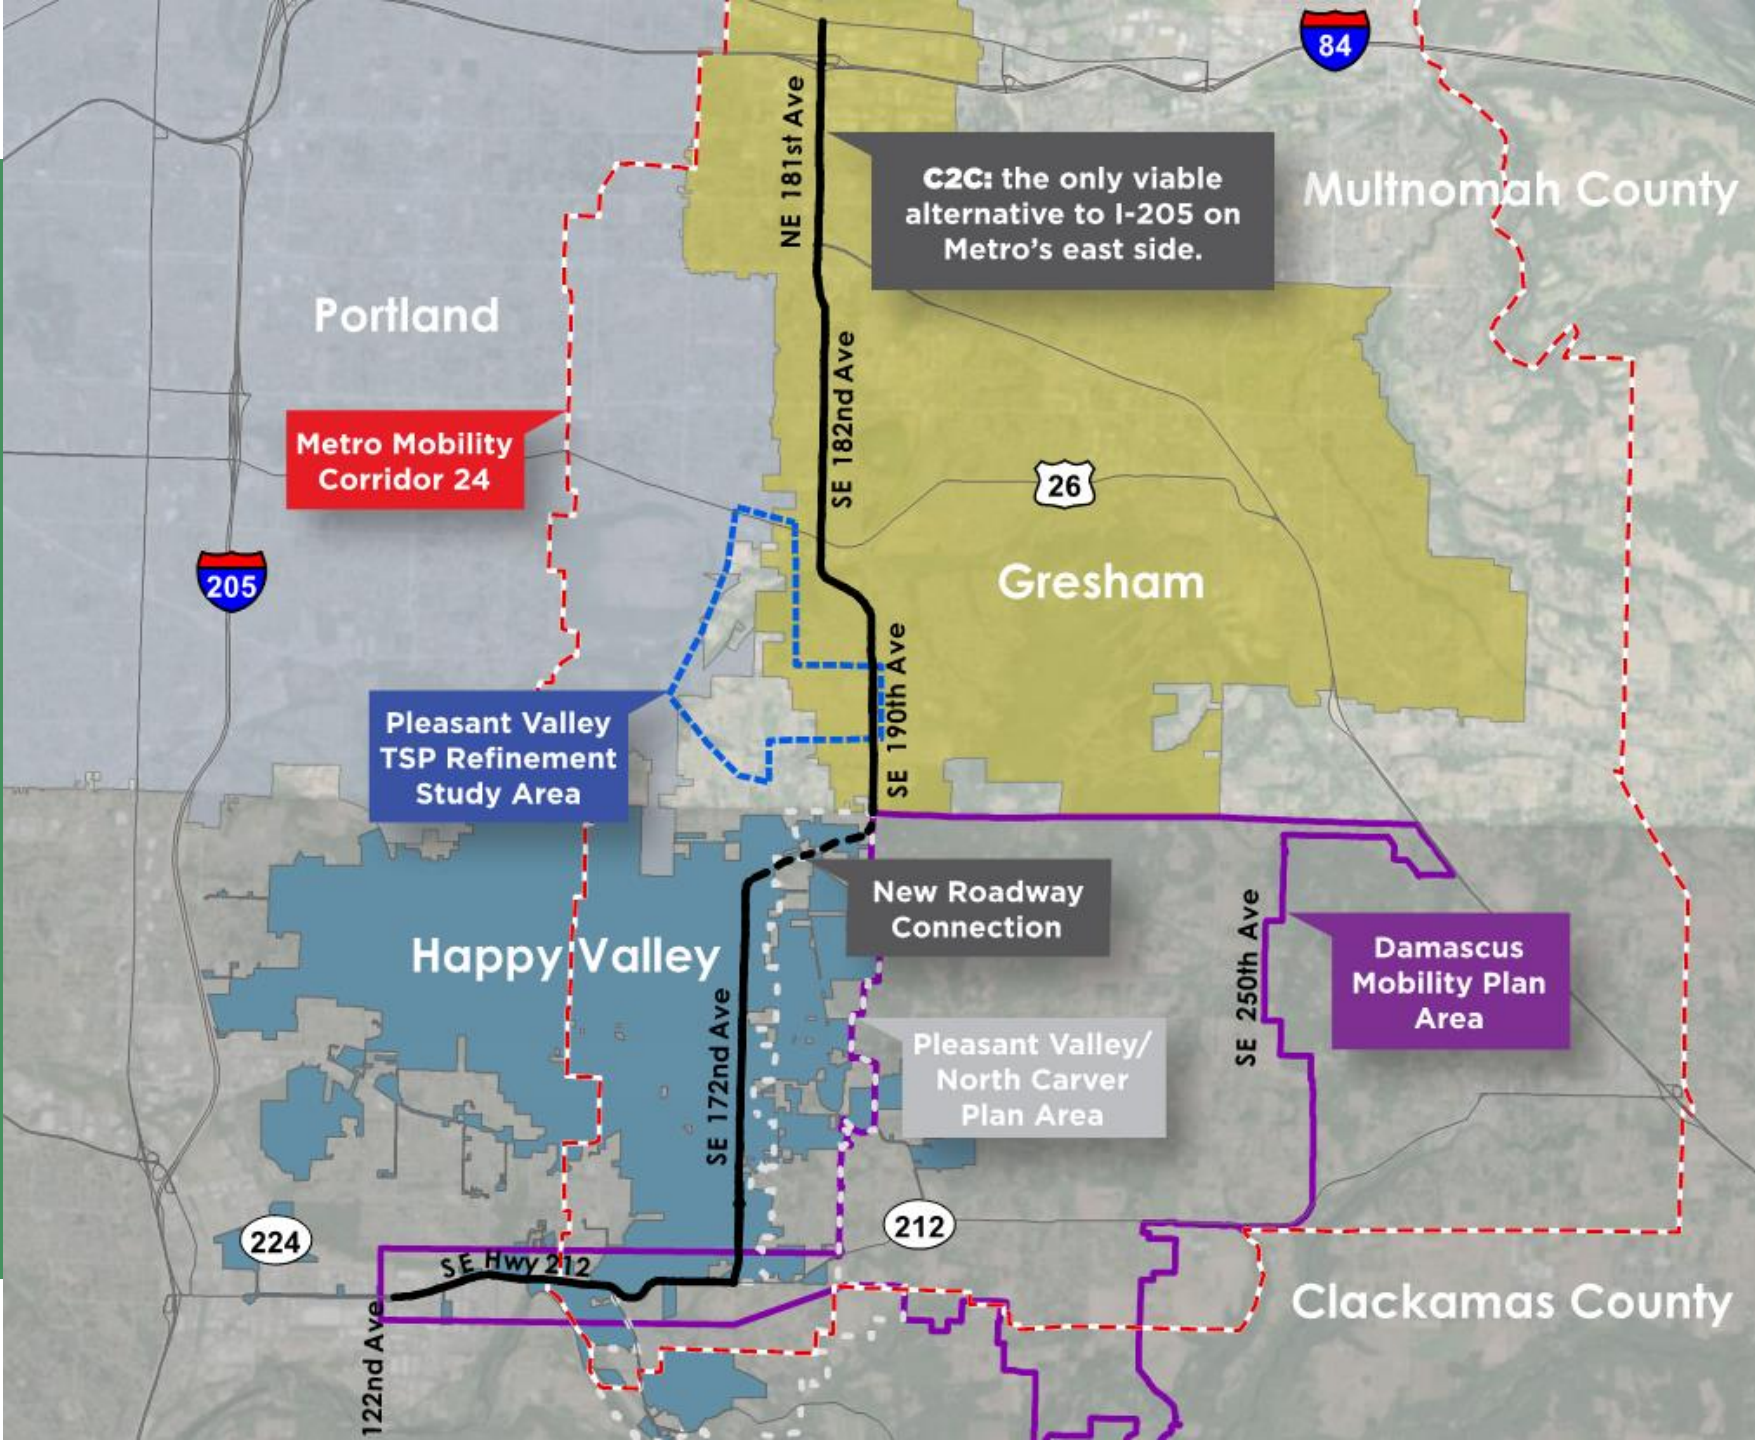 84
NE 181st Ave
C2C: the only viable
alternative to I-205 on
Metro's east side.
Multnomah County
Portland
SE 182nd Ave
Metro Mobility
Corridor 24
26
205
Gresham
SE 190th Ave
Pleasant Valley
TSP Refinement
Study Area
New Roadway
Connection
Happy Valley
SE 250th Ave
Damascus
Mobility Plan
Area
SE 172nd Ave
Pleasant Valley/
North Carver
Plan Area
224
212
SE Hwy 212
Clackamas County
122nd Ave